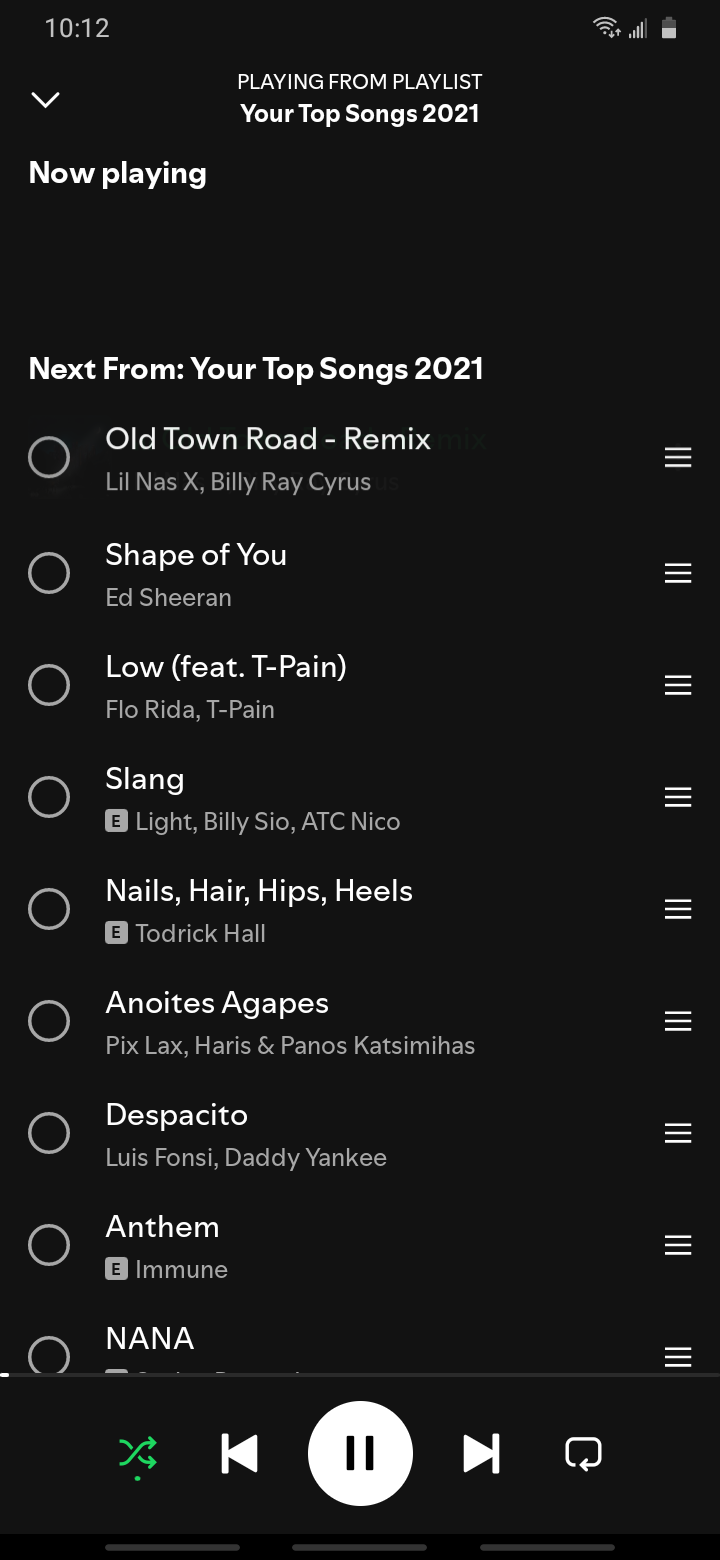 10:12
PLAYING FROM PLAYLIST
Your Top Songs 2021
Now playing
Next From: Your Top Songs 2021
Old Town Road - Remix
Lil Nas X, Billy Ray Cyrus
Shape of You
Ed Sheeran
Low (feat. T-Pain)
Flo Rida, T-Pain
Slang
E Light, Billy Sio, ATC Nico
Nails, Hair, Hips, Heels
E Todrick Hall
Anoites Agapes
Pix Lax, Haris & Panos Katsimihas
Despacito
Luis Fonsi, Daddy Yankee
Anthem
E Immune
NANA